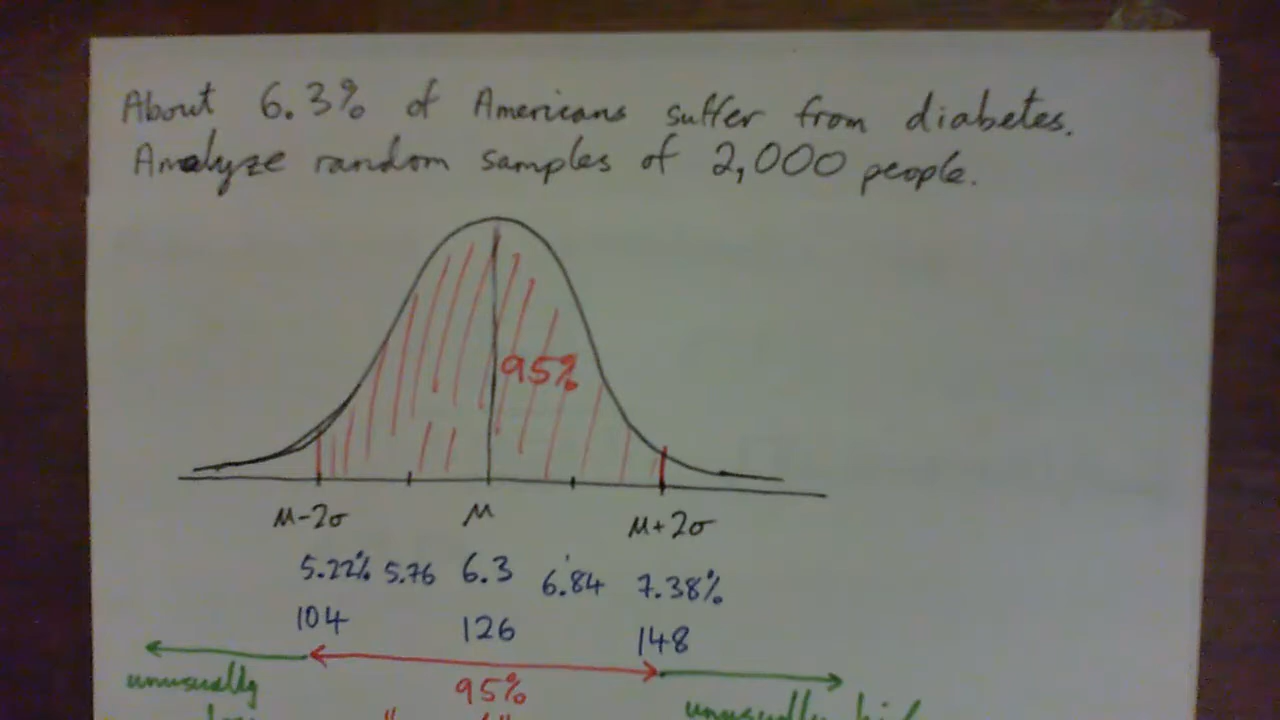 About 6.3% of Americans suffer from diabetes.
Analyze random samples of 2,000 people.
95%
μ-2σ μ μ+2σ
5.22% 5.76 6.3 6.84 7.38%
104 126 148
unusually 95% unusually